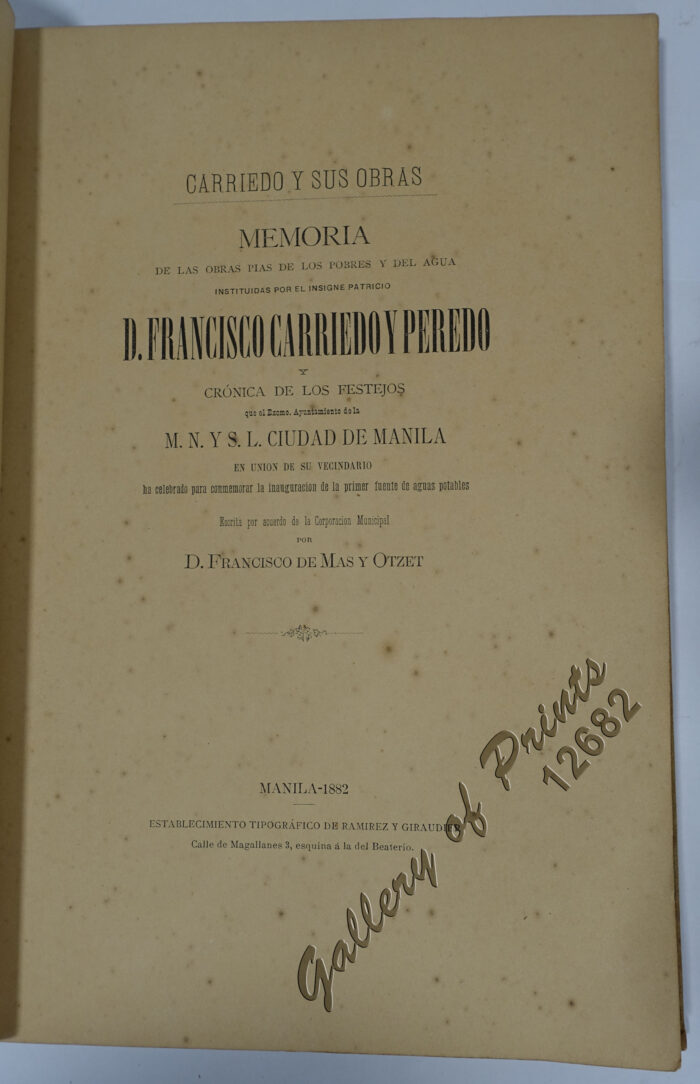 CARRIEDO Y SUS OBRAS
MEMORIA
DE LAS OBRAS PIAS DE LOS POBRES Y DEL AGUA
INSTITUIDAS POR EL INSIGNE PATRICIO
D. FRANCISCO CARRIEDO Y PEREDO
Y
CRÓNICA DE LOS FESTEJOS
que el Excmo. Ayuntamiento de la
M. N. Y S. L. CIUDAD DE MANILA
EN UNION DE SU VECINDARIO
ha celebrado para conmemorar la inauguracion de la primer fuente de aguas potables
Escrita por acuerdo de la Corporacion Municipal
POR
D. FRANCISCO DE MAS Y OTZET
MANILA-1882
ESTABLECIMIENTO TIPOGRÁFICO DE RAMIREZ Y GIRAUDIER
Calle de Magallanes 3, esquina á la del Beaterio.
Gallery of Prints
12682